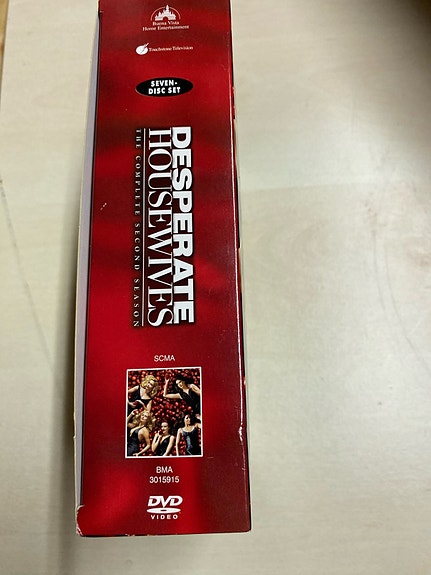 Buena Vista
Home Entertainment
Touchstone Television
SEVEN-
DISC SET
DESPERATE
HOUSEWIVES
THE COMPLETE SECOND SEASON
SCMA
BMA
3015915
DVD
VIDEO